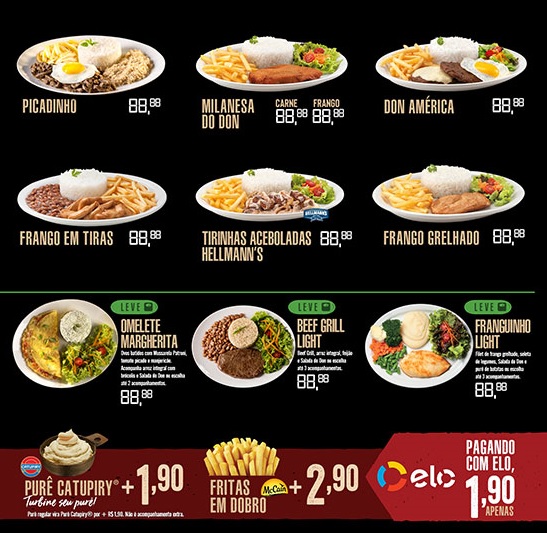 PICADINHO 88,88
MILANESA
DO DON
CARNE FRANGO
88,88 88,88
DON AMÉRICA 88,88
FRANGO EM TIRAS 88,88
HELLMANN'S
TIRINHAS ACEBOLADAS 88,88
HELLMANN'S
FRANGO GRELHADO 88,88
LEVE
OMELETE
MARGHERITA
Ovos batidos com Mussarela Patroni,
tomate picado e manjericão.
Acompanha arroz integral com
brócolis e Salada do Don ou escolha
até 2 acompanhamentos.
88,88
LEVE
BEEF GRILL
LIGHT
Beef Grill, arroz integral, feijão
e Salada do Don ou escolha
até 3 acompanhamentos.
88,88
LEVE
FRANGUINHO
LIGHT
Filet de frango grelhado, seleta
de legumes, Salada do Don e
purê de batatas ou escolha
até 3 acompanhamentos.
88,88
CATUPIRY
PURÊ CATUPIRY® + 1,90
Turbine seu purê!
Purê regular vira Purê Catupiry® por + R$ 1,90. Não é acompanhamento extra.
FRITAS
EM DOBRO
McCain
+ 2,90
elo
PAGANDO
COM ELO,
1,90
APENAS